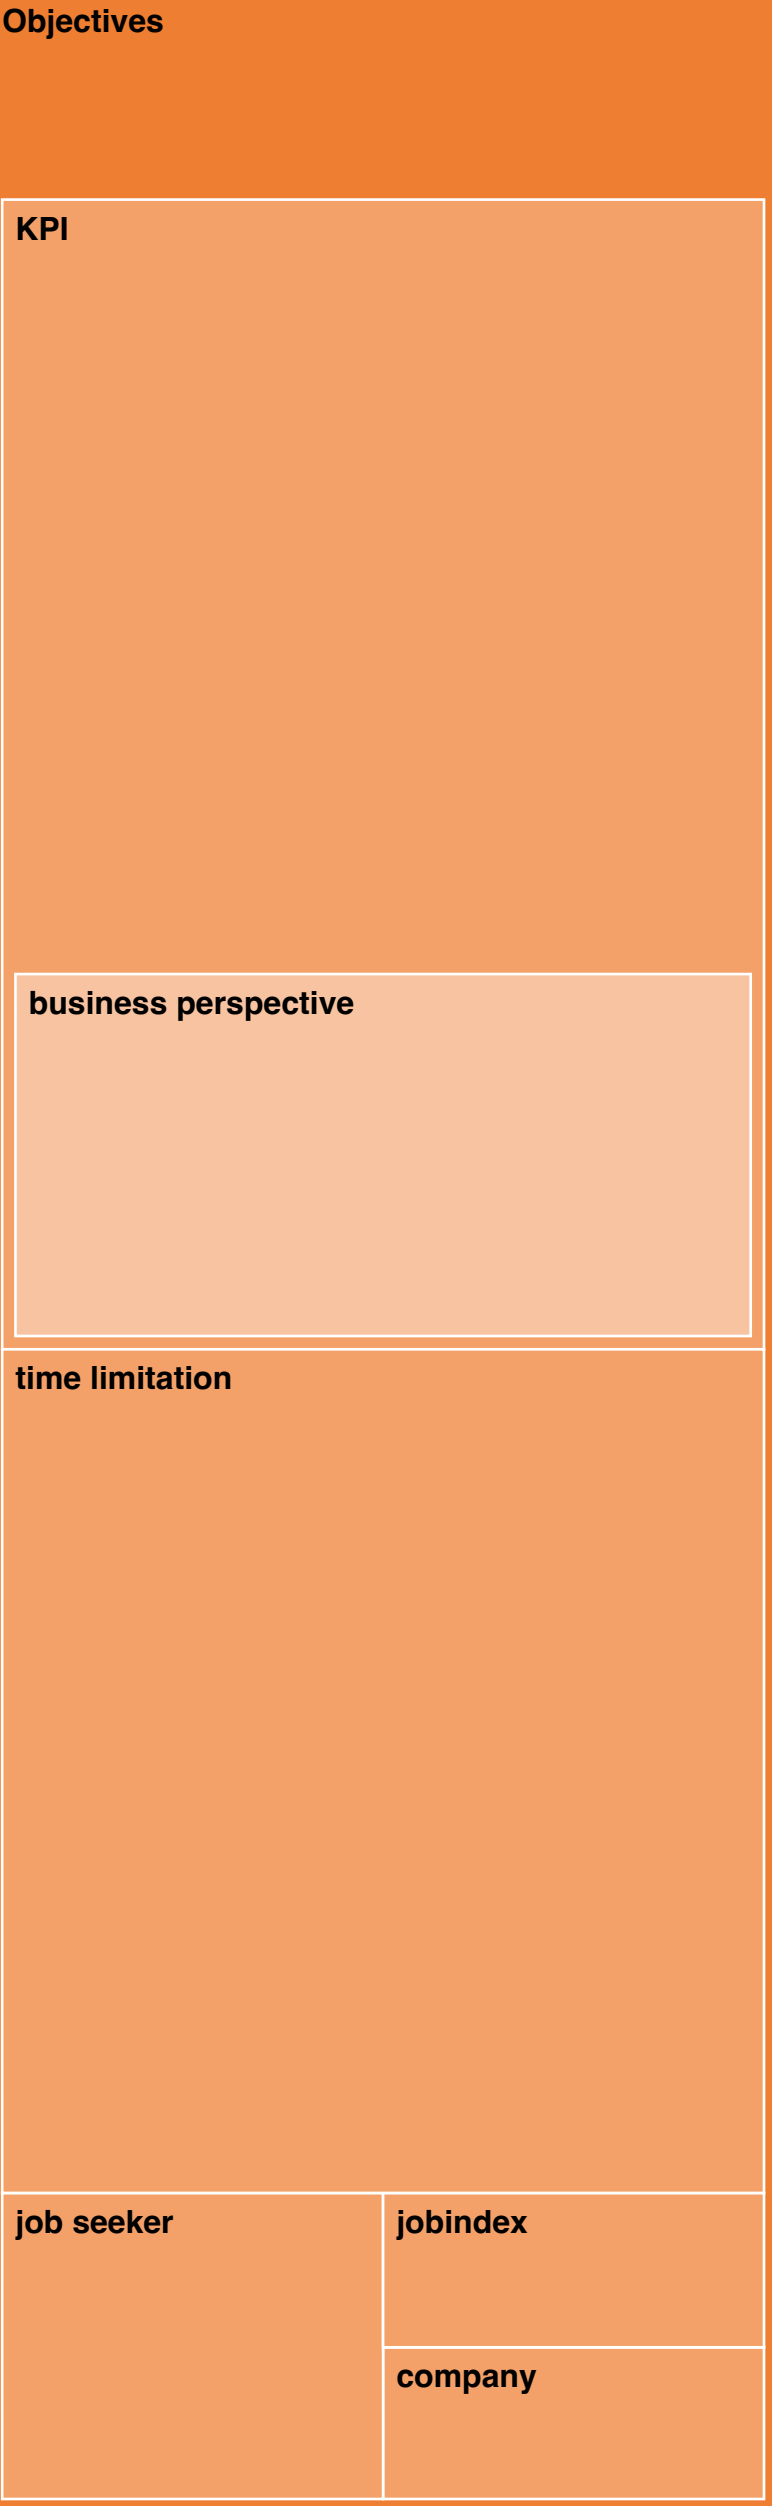 Objectives
KPI
business perspective
time limitation
job seeker
jobindex
company